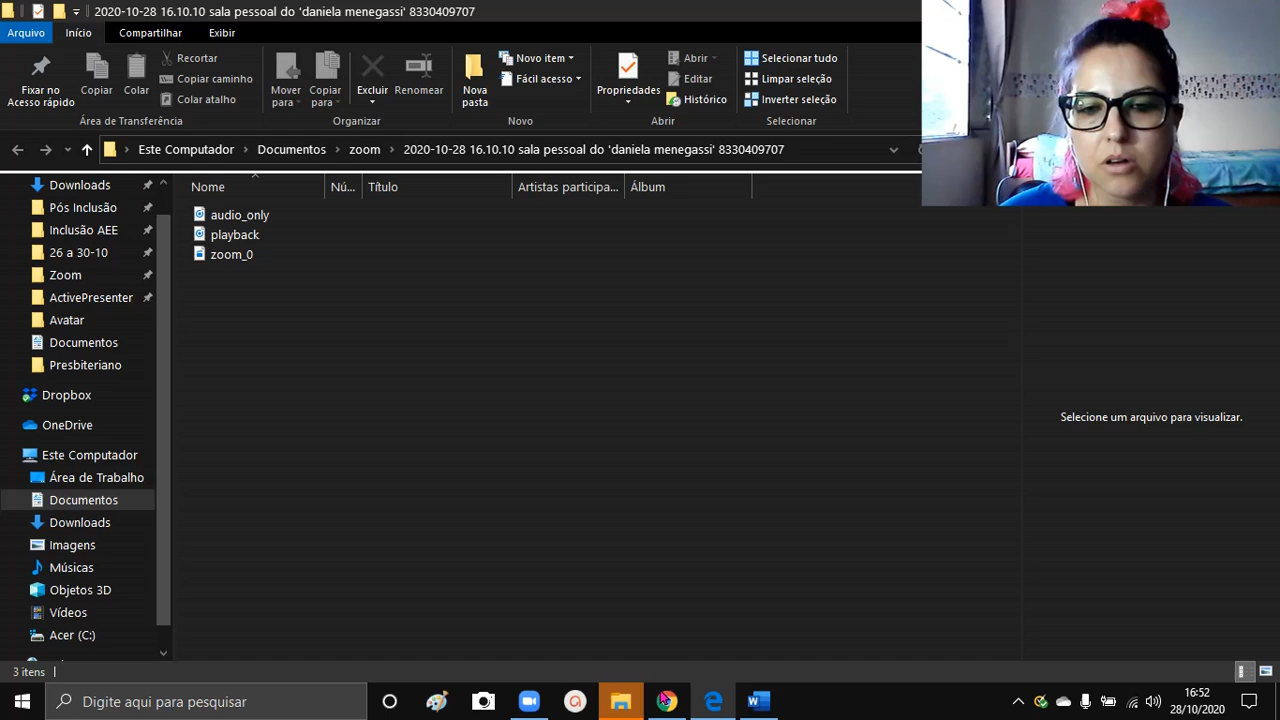 2020-10-28 16.10.10 sala pessoal do 'daniela menegassi' 8330409707
Arquivo Início Compartilhar Exibir
Fixar no Acesso rápido
Copiar
Colar
Recortar
Copiar caminho
Colar atalho
Área de Transferência
Mover para
Copiar para
Excluir
Renomear
Organizar
Nova pasta
Novo item
Fácil acesso
Novo
Propriedades
Abrir
Editar
Histórico
Abrir
Selecionar tudo
Limpar seleção
Inverter seleção
Selecionar
Este Computador > Documentos > zoom > 2020-10-28 16.10.10 sala pessoal do 'daniela menegassi' 8330409707
Downloads
Pós Inclusão
Inclusão AEE
26 a 30-10
Zoom
ActivePresenter
Avatar
Documentos
Presbiteriano
Dropbox
OneDrive
Este Computador
Área de Trabalho
Documentos
Downloads
Imagens
Músicas
Objetos 3D
Vídeos
Acer (C:)
Nome Nú... Título Artistas participa... Álbum
audio_only
playback
zoom_0
Selecione um arquivo para visualizar.
3 itens
Digite aqui para pesquisar
16:52
28/10/2020